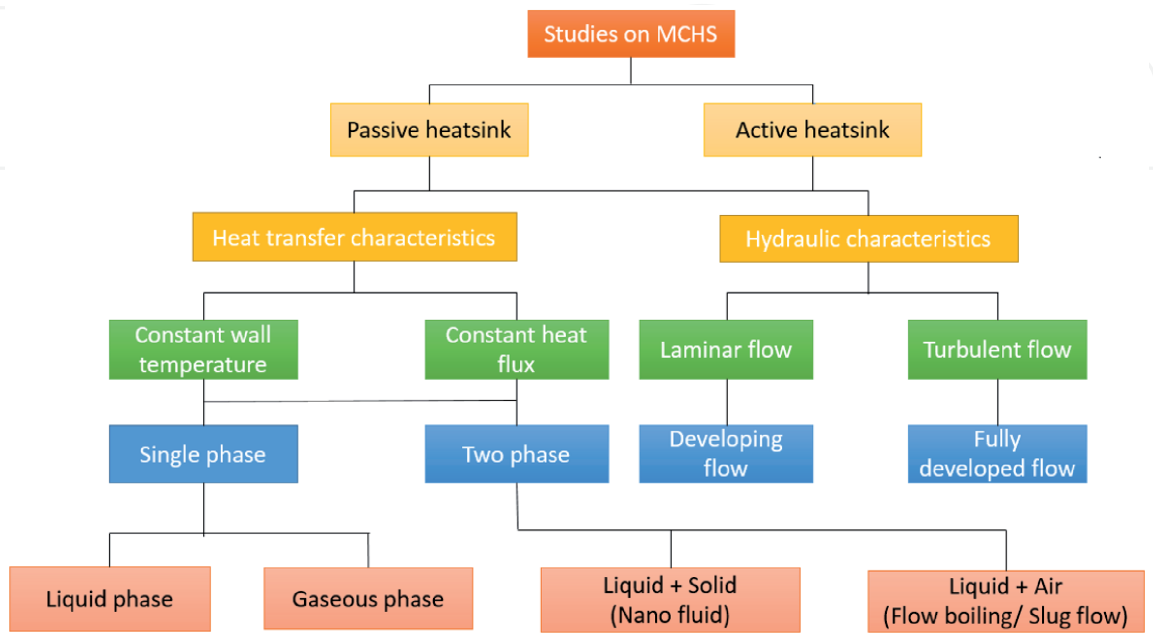 Studies on MCHS
Passive heatsink
Active heatsink
Heat transfer characteristics
Hydraulic characteristics
Constant wall
temperature
Constant heat
flux
Laminar flow
Turbulent flow
Single phase
Two phase
Developing
flow
Fully
developed flow
Liquid phase
Gaseous phase
Liquid + Solid
(Nano fluid)
Liquid + Air
(Flow boiling/ Slug flow)